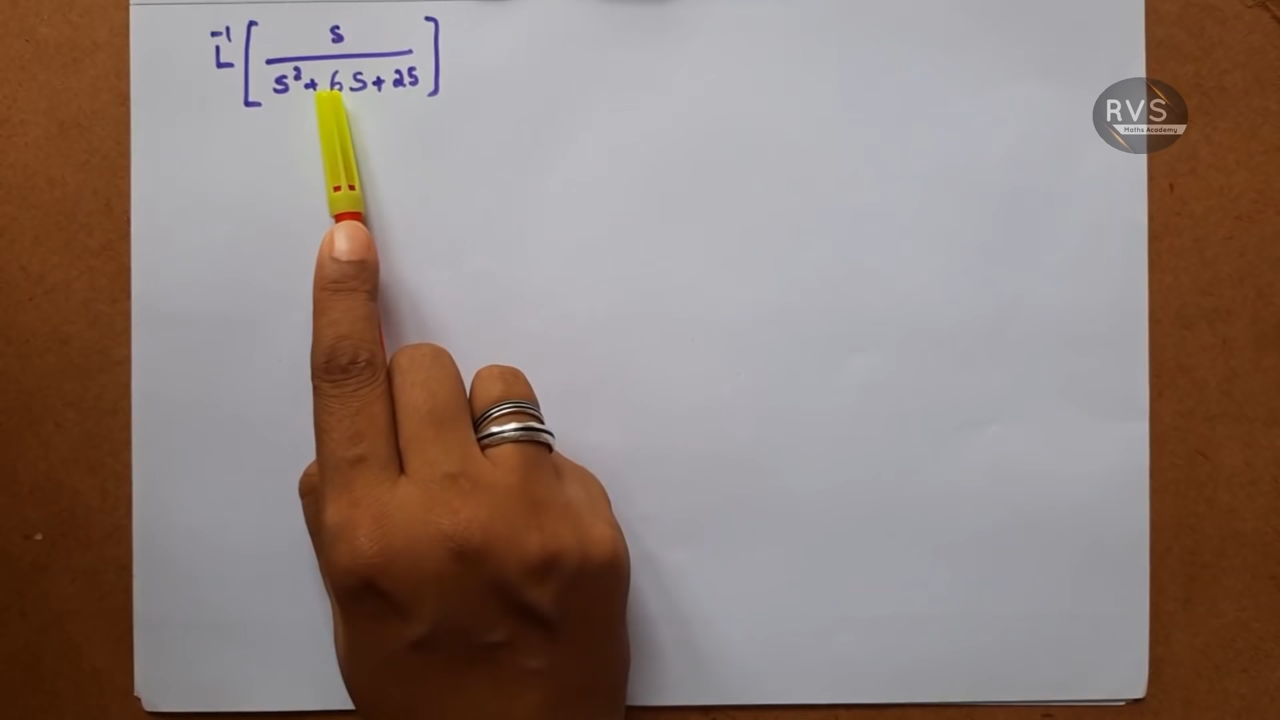 L⁻¹ [ s / s² + 6s + 25 ]
RVS
Maths Academy